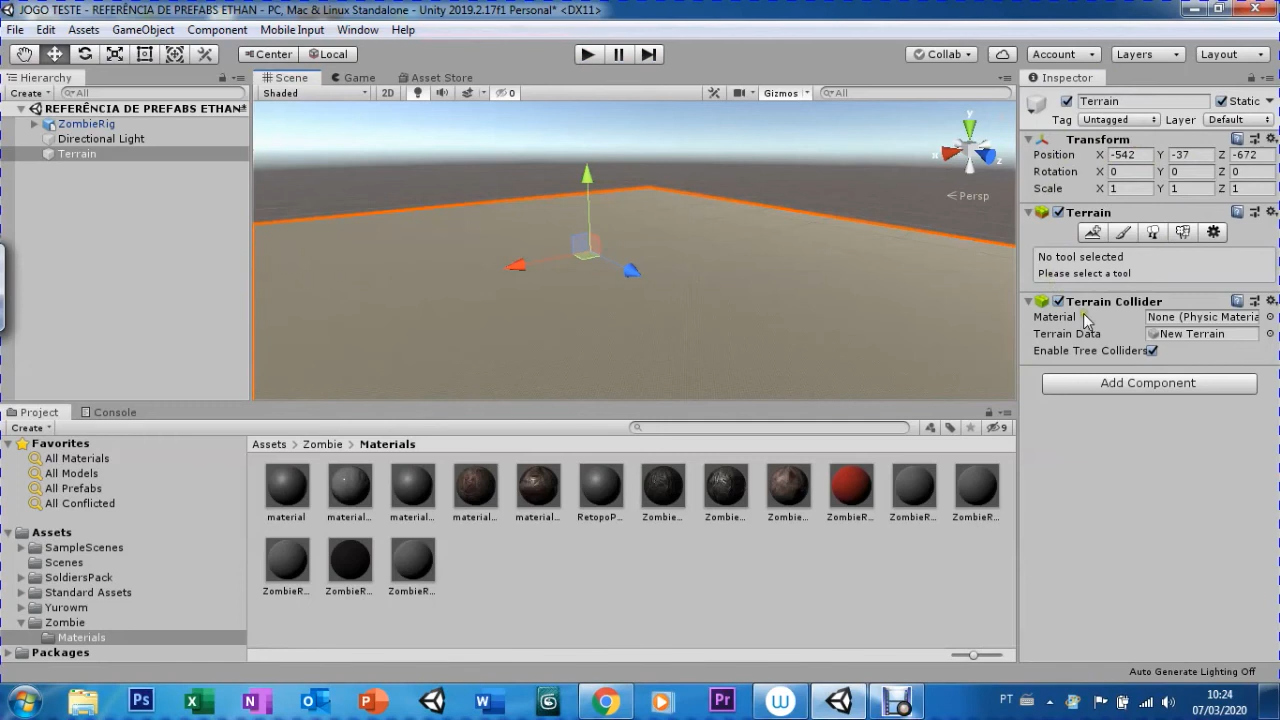 JOGO TESTE - REFERÊNCIA DE PREFABS ETHAN - PC, Mac & Linux Standalone - Unity 2019.2.17f1 Personal* <DX11>
File Edit Assets GameObject Component Mobile Input Window Help
Center Local Collab Account Layers Layout
Hierarchy Scene Game Asset Store Inspector
Create All Shaded 2D 0 Gizmos All
REFERÊNCIA DE PREFABS ETHAN*
ZombieRig
Directional Light
Terrain
y
x
z
Persp
Terrain Static
Tag Untagged Layer Default
Transform
Position X -542 Y -37 Z -672
Rotation X 0 Y 0 Z 0
Scale X 1 Y 1 Z 1
Terrain
No tool selected
Please select a tool
Terrain Collider
Material None (Physic Materia
Terrain Data New Terrain
Enable Tree Colliders
Add Component
Project Console
Create 9
Favorites
All Materials
All Models
All Prefabs
All Conflicted
Assets
SampleScenes
Scenes
SoldiersPack
Standard Assets
Yurowm
Zombie
Materials
Packages
Assets Zombie Materials
material material... material... material... material... RetopoP... Zombie... Zombie... Zombie... ZombieR... ZombieR... ZombieR...
ZombieR... ZombieR... ZombieR...
Auto Generate Lighting Off
Ps X N O P W S Pr W
PT
10:24
07/03/2020